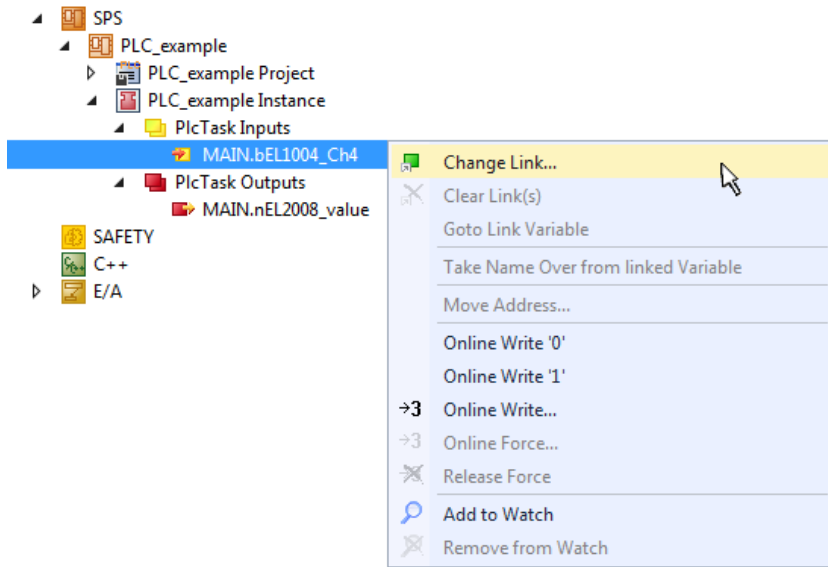 SPS
PLC_example
PLC_example Project
PLC_example Instance
PlcTask Inputs
MAIN.bEL1004_Ch4
PlcTask Outputs
MAIN.nEL2008_value
SAFETY
C++
E/A
Change Link...
Clear Link(s)
Goto Link Variable
Take Name Over from linked Variable
Move Address...
Online Write '0'
Online Write '1'
→3 Online Write...
→3 Online Force...
Release Force
Add to Watch
Remove from Watch